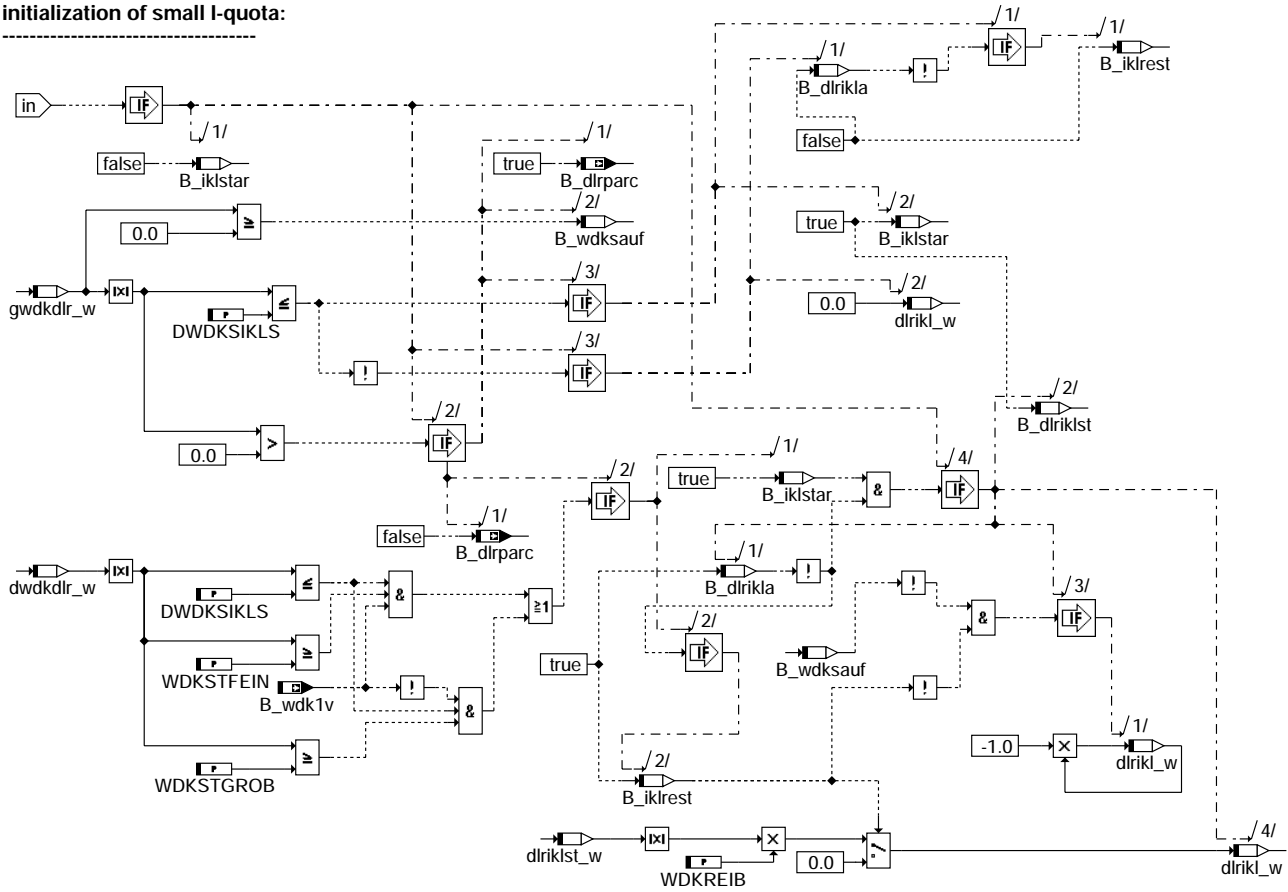 initialization of small I-quota:
-------------------------------------
/1/
/1/
/1/
IF
B_iklrest
B_dlrikla
!
in
IF
/1/
/1/
false
false
B_iklstar
true
B_dlrparc
/2/
/2/
0.0
≥
B_wdksauf
true
B_iklstar
gwdkdlr_w
|x|
/3/
/2/
DWDKSIKLS
P
≤
IF
0.0
dlrikl_w
/3/
!
IF
/2/
/2/
B_dlriklst
0.0
>
IF
/2/
/1/
/4/
true
B_iklstar
&
IF
IF
/1/
false
B_dlrparc
dwdkdlr_w
|x|
/1/
B_dlrikla
!
!
/3/
P
DWDKSIKLS
≤
&
≥1
/2/
&
IF
P
WDKSTFEIN
≥
IF
true
B_wdksauf
B_wdk1v
!
&
!
/1/
P
WDKSTGROB
≥
-1.0
x
dlrikl_w
/2/
B_iklrest
dlriklst_w
|x|
x
/4/
P
WDKREIB
0.0
dlrikl_w